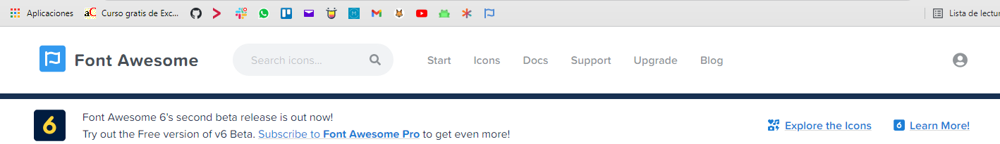 Aplicaciones aC Curso gratis de Exc... Lista de lectur
Font Awesome Search icons... Start Icons Docs Support Upgrade Blog
6 Font Awesome 6's second beta release is out now!
Try out the Free version of v6 Beta. Subscribe to Font Awesome Pro to get even more!
Explore the Icons 6 Learn More!